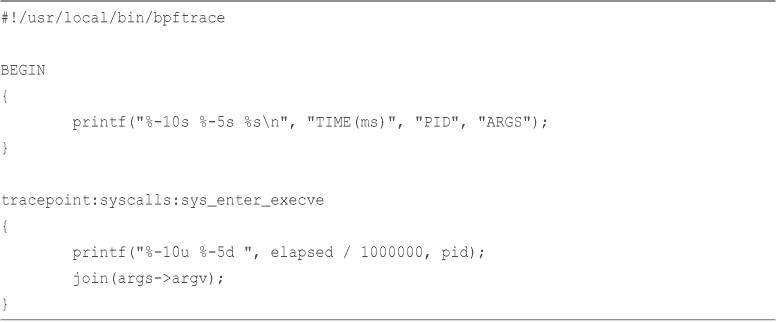 #!/usr/local/bin/bpftrace
BEGIN
{
        printf("%-10s %-5s %s\n", "TIME(ms)", "PID", "ARGS");
}
tracepoint:syscalls:sys_enter_execve
{
        printf("%-10u %-5d ", elapsed / 1000000, pid);
        join(args->argv);
}